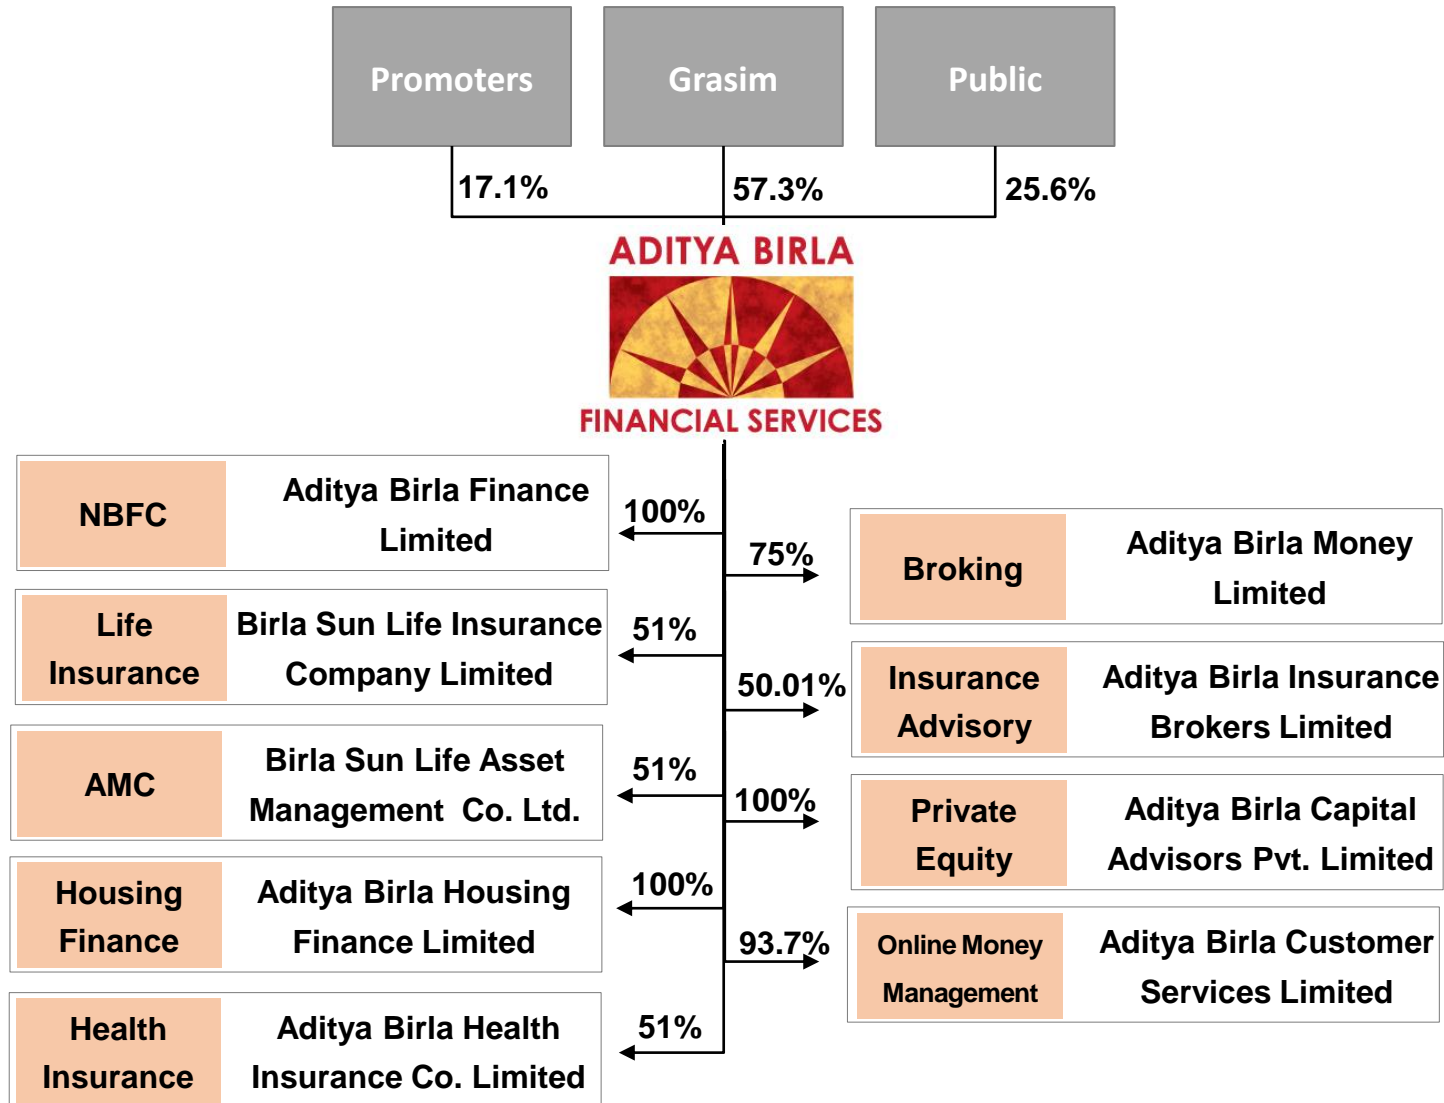 Promoters
Grasim
Public
17.1%
57.3%
25.6%
ADITYA BIRLA
FINANCIAL SERVICES
NBFC
Aditya Birla Finance
Limited
100%
75%
Broking
Aditya Birla Money
Limited
Life
Insurance
Birla Sun Life Insurance
Company Limited
51%
50.01%
Insurance
Advisory
Aditya Birla Insurance
Brokers Limited
AMC
Birla Sun Life Asset
Management Co. Ltd.
51%
100%
Private
Equity
Aditya Birla Capital
Advisors Pvt. Limited
Housing
Finance
Aditya Birla Housing
Finance Limited
100%
93.7%
Online Money
Management
Aditya Birla Customer
Services Limited
Health
Insurance
Aditya Birla Health
Insurance Co. Limited
51%